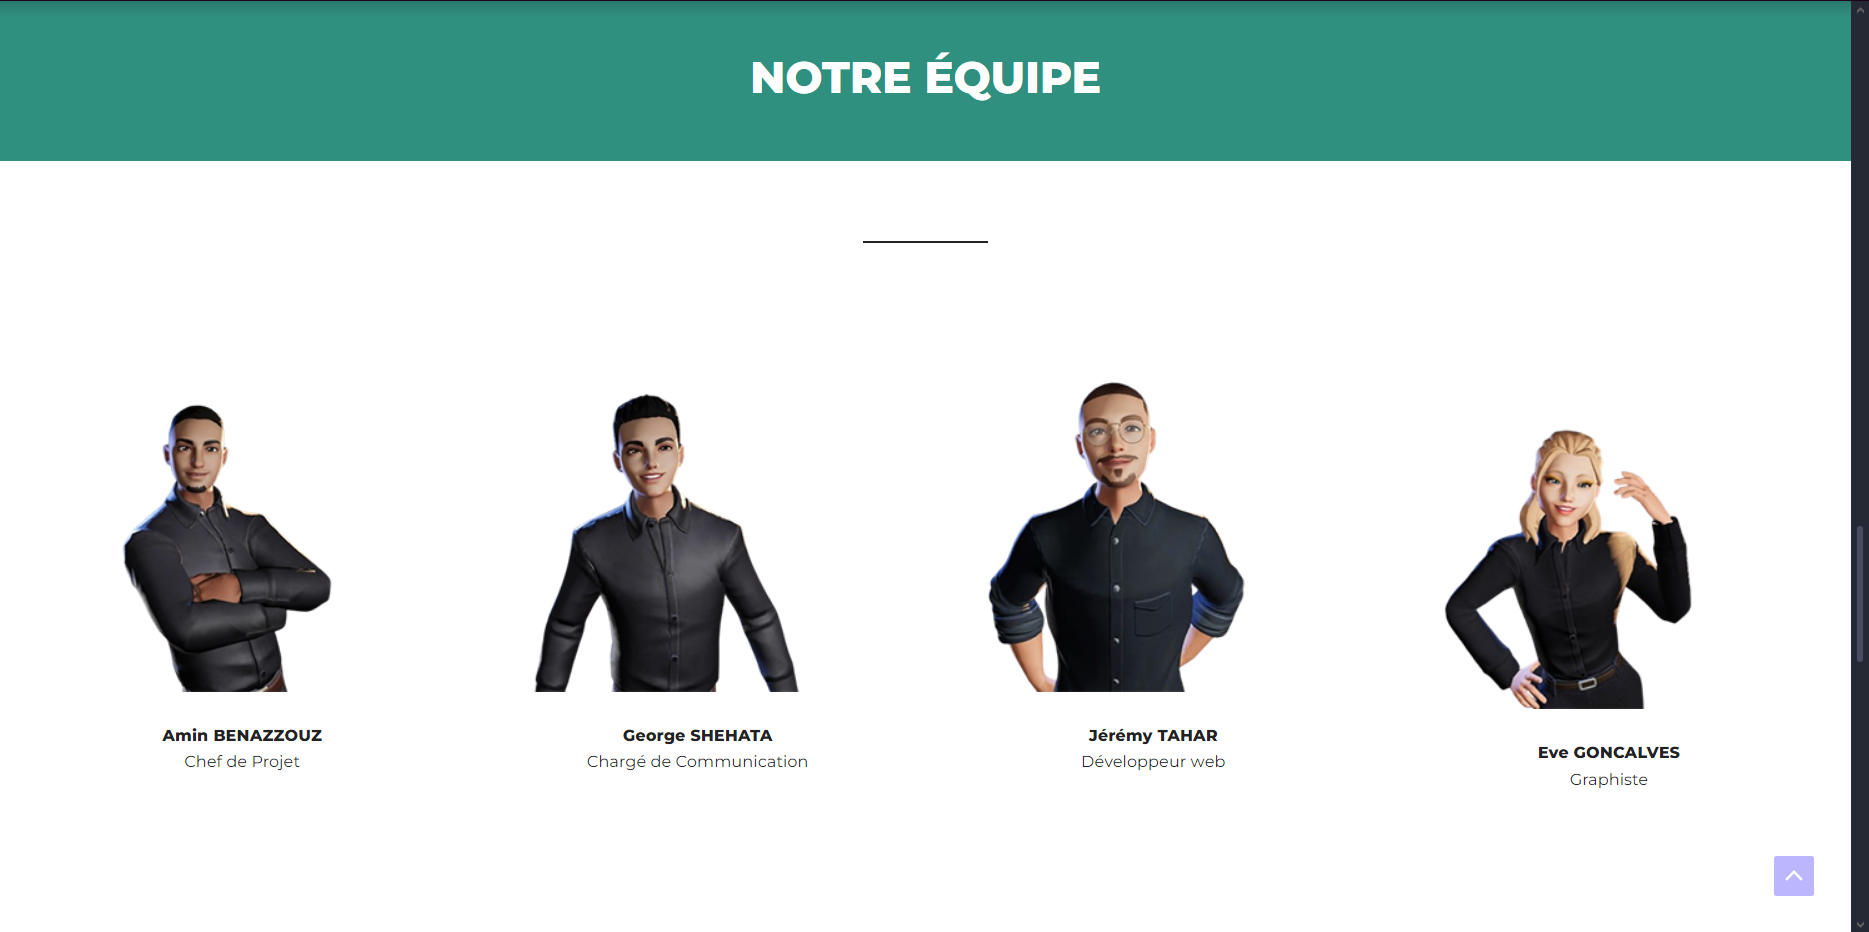 NOTRE ÉQUIPE
Amin BENAZZOUZ
Chef de Projet
George SHEHATA
Chargé de Communication
Jérémy TAHAR
Développeur web
Eve GONCALVES
Graphiste